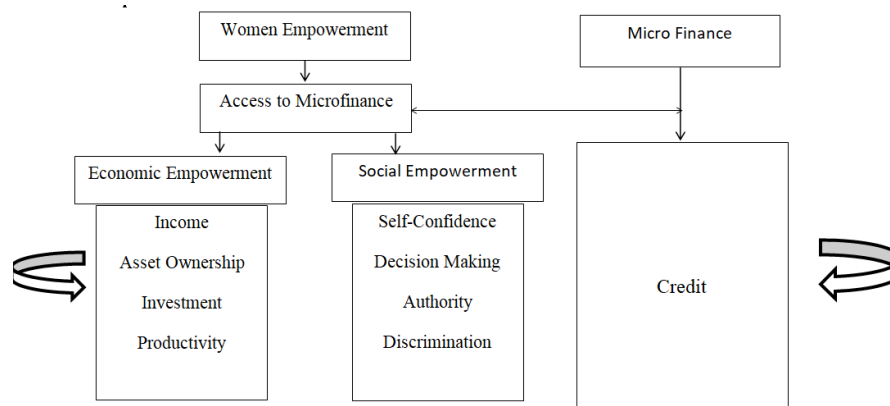 Women Empowerment
Micro Finance
Access to Microfinance
Economic Empowerment
Social Empowerment
Income
Asset Ownership
Investment
Productivity
Self-Confidence
Decision Making
Authority
Discrimination
Credit